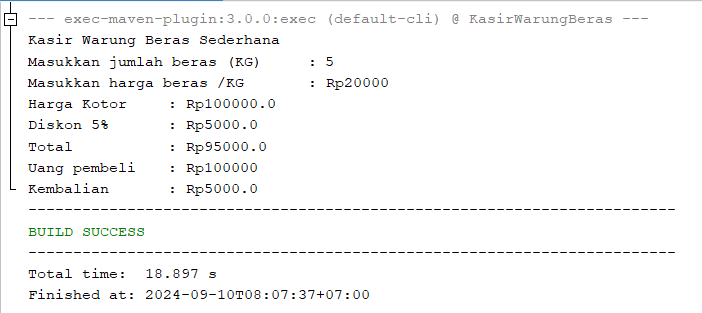 --- exec-maven-plugin:3.0.0:exec (default-cli) @ KasirWarungBeras ---
Kasir Warung Beras Sederhana
Masukkan jumlah beras (KG)      : 5
Masukkan harga beras /KG        : Rp20000
Harga Kotor     : Rp100000.0
Diskon 5%       : Rp5000.0
Total           : Rp95000.0
Uang pembeli    : Rp100000
Kembalian       : Rp5000.0
------------------------------------------------------------------------
BUILD SUCCESS
------------------------------------------------------------------------
Total time:  18.897 s
Finished at: 2024-09-10T08:07:37+07:00